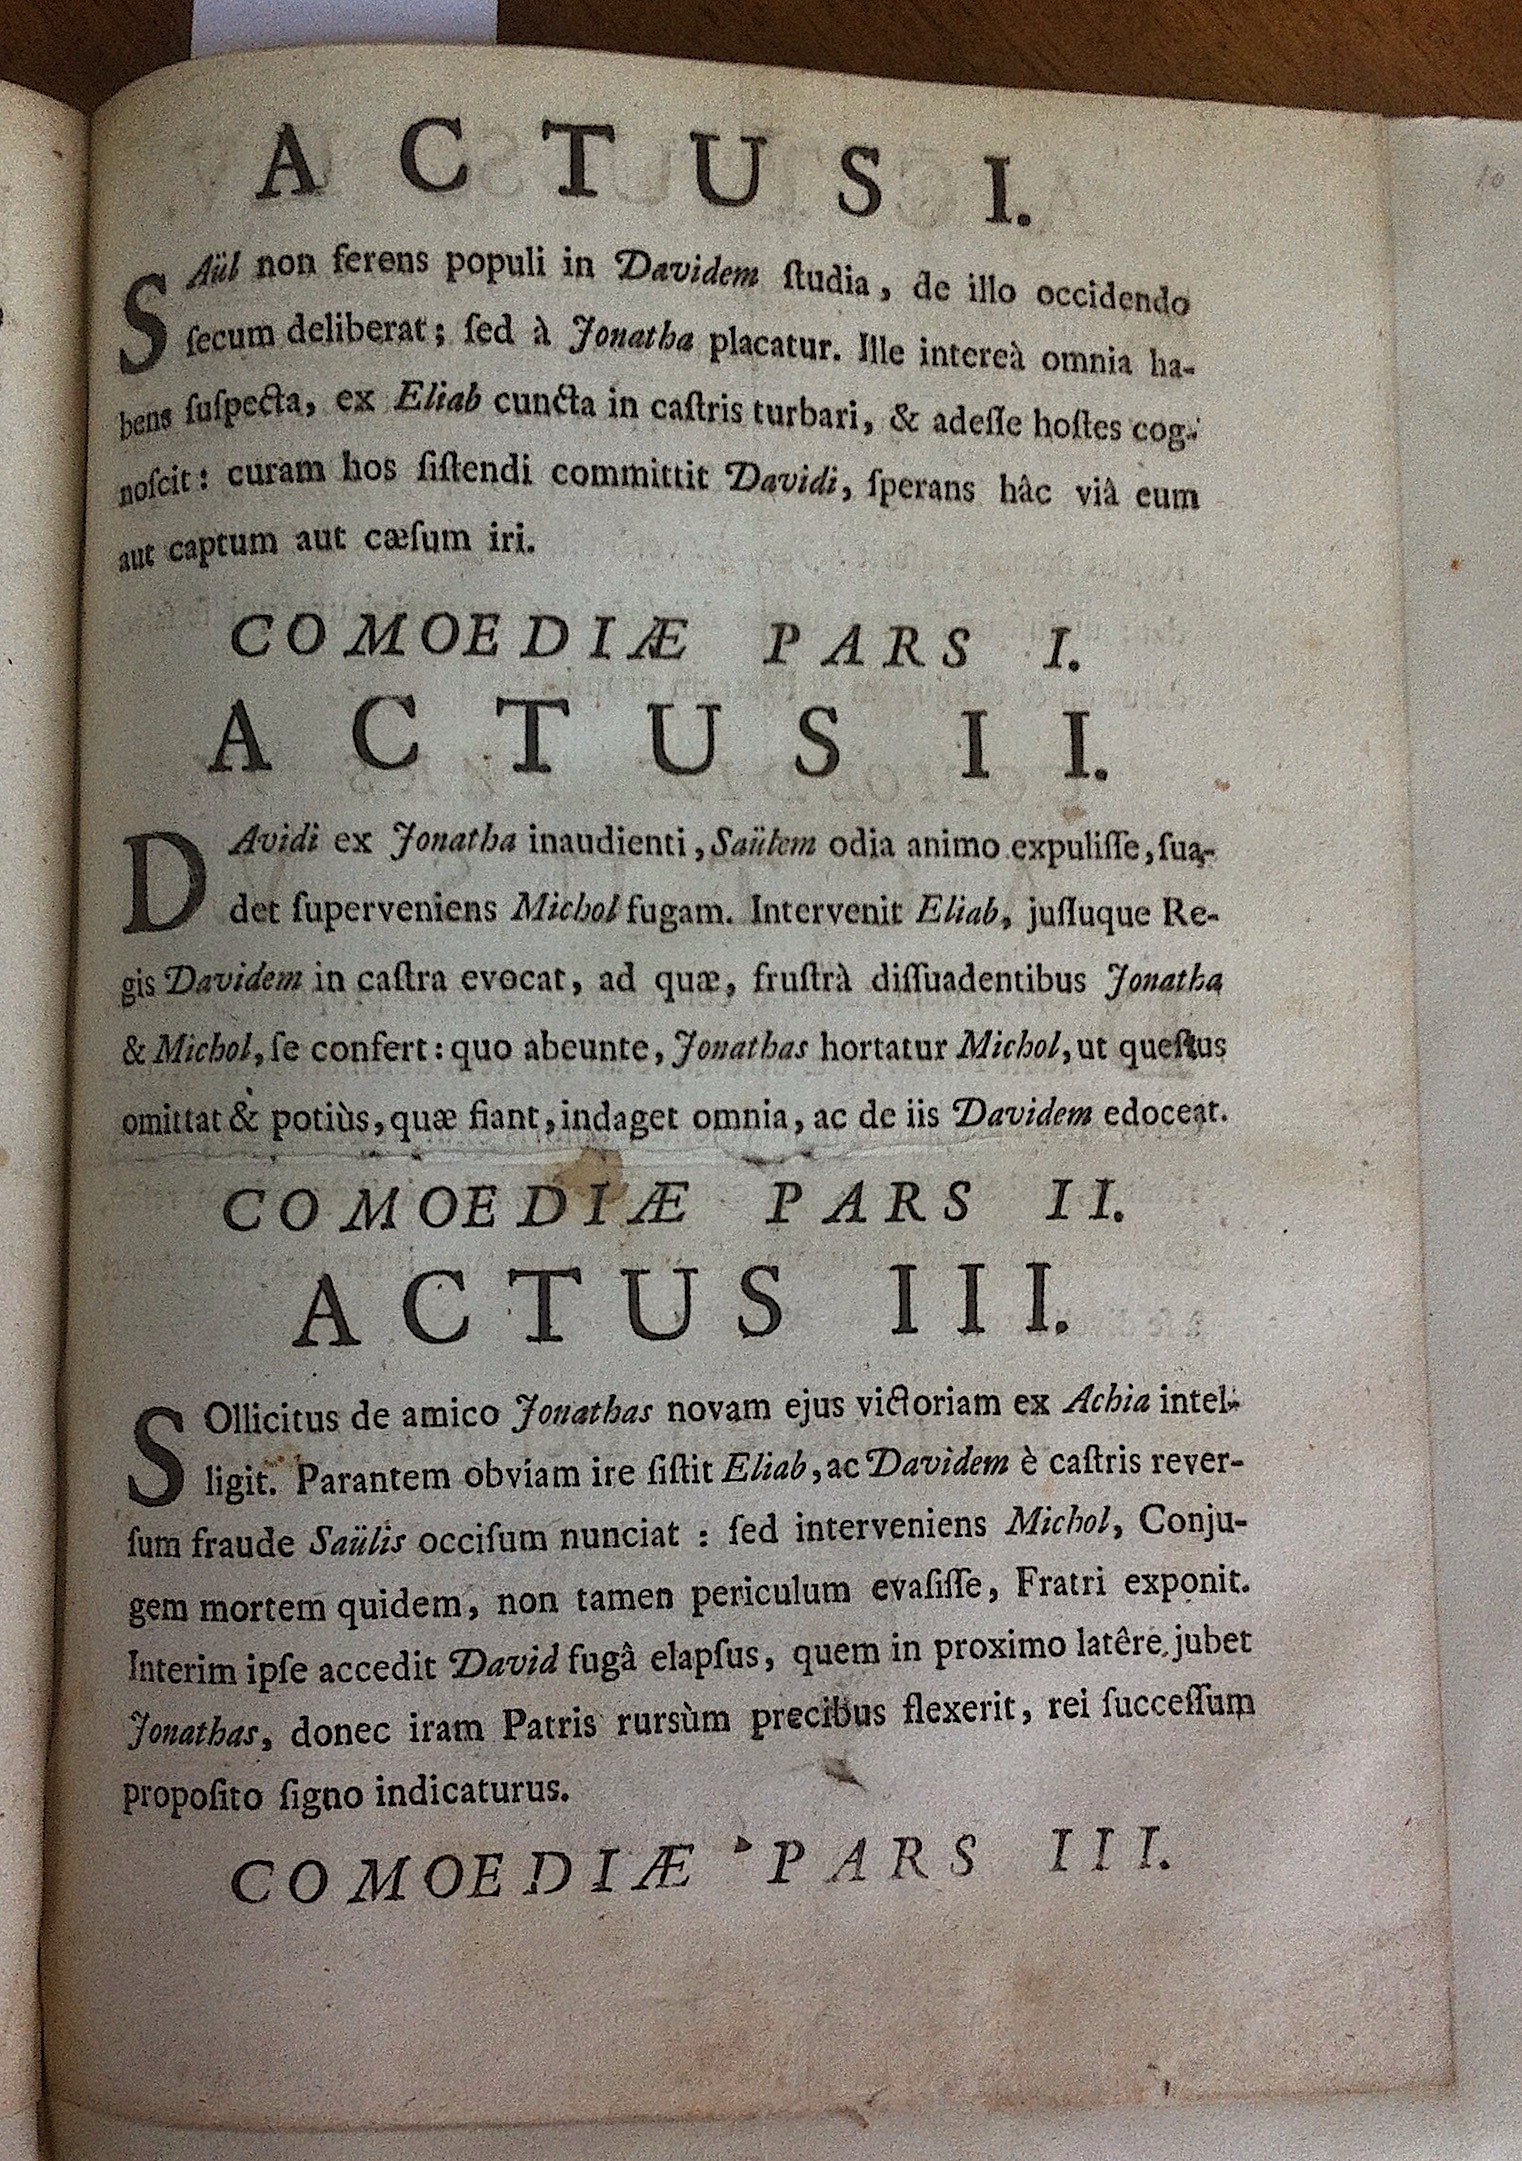 ACTUS I.
SAül non ferens populi in Davidem ſtudia, de illo occidendo
ſecum deliberat; ſed à Jonatha placatur. Ille intereà omnia ha-
bens ſuſpecta, ex Eliab cuncta in caſtris turbari, & adeſſe hoſtes cog-
noſcit: curam hos ſiſtendi committit Davidi, ſperans hâc viâ eum
aut captum aut cæſum iri.
COMOEDIÆ PARS I.
ACTUS II.
DAvidi ex Jonatha inaudienti, Saülem odia animo expuliſſe, ſua-
det ſuperveniens Michol fugam. Intervenit Eliab, juſſuque Re-
gis Davidem in caſtra evocat, ad quæ, fruſtrà diſſuadentibus Jonatha
& Michol, ſe confert: quo abeunte, Jonathas hortatur Michol, ut queſtus
omittat & potiùs, quæ fiant, indaget omnia, ac de iis Davidem edoceat.
COMOEDIÆ PARS II.
ACTUS III.
SOllicitus de amico Jonathas novam ejus victoriam ex Achia intel-
ligit. Parantem obviam ire ſiſtit Eliab, ac Davidem è caſtris rever-
ſum fraude Saülis occiſum nunciat: ſed interveniens Michol, Conju-
gem mortem quidem, non tamen periculum evaſiſſe, Fratri exponit.
Interim ipſe accedit David fugâ elapſus, quem in proximo latêre jubet
Jonathas, donec iram Patris rursùm precibus flexerit, rei ſucceſſum
propoſito ſigno indicaturus.
COMOEDIÆ PARS III.
10